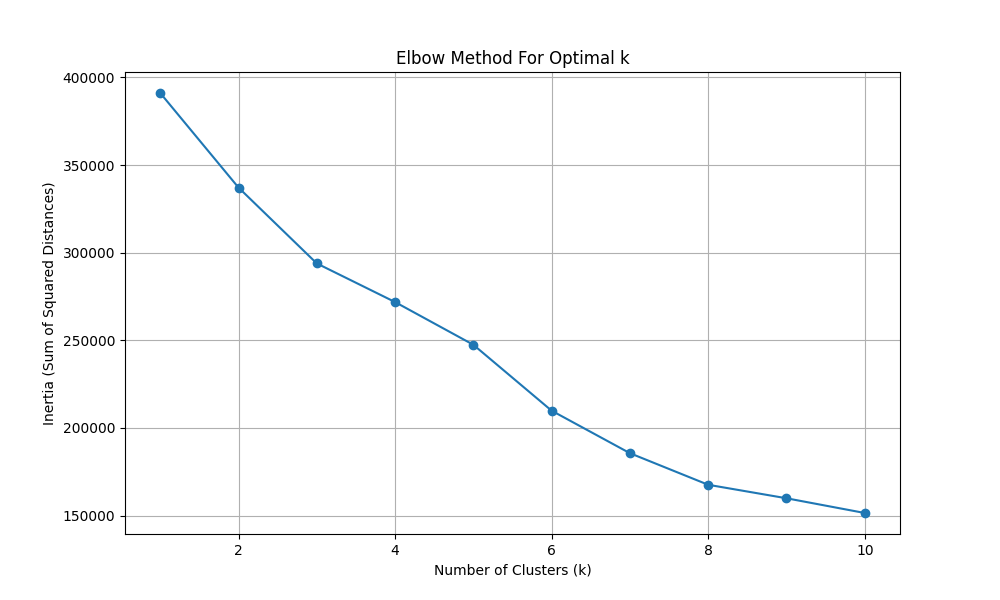 Elbow Method For Optimal k
400000
350000
300000
250000
200000
150000
Inertia (Sum of Squared Distances)
2 4 6 8 10
Number of Clusters (k)